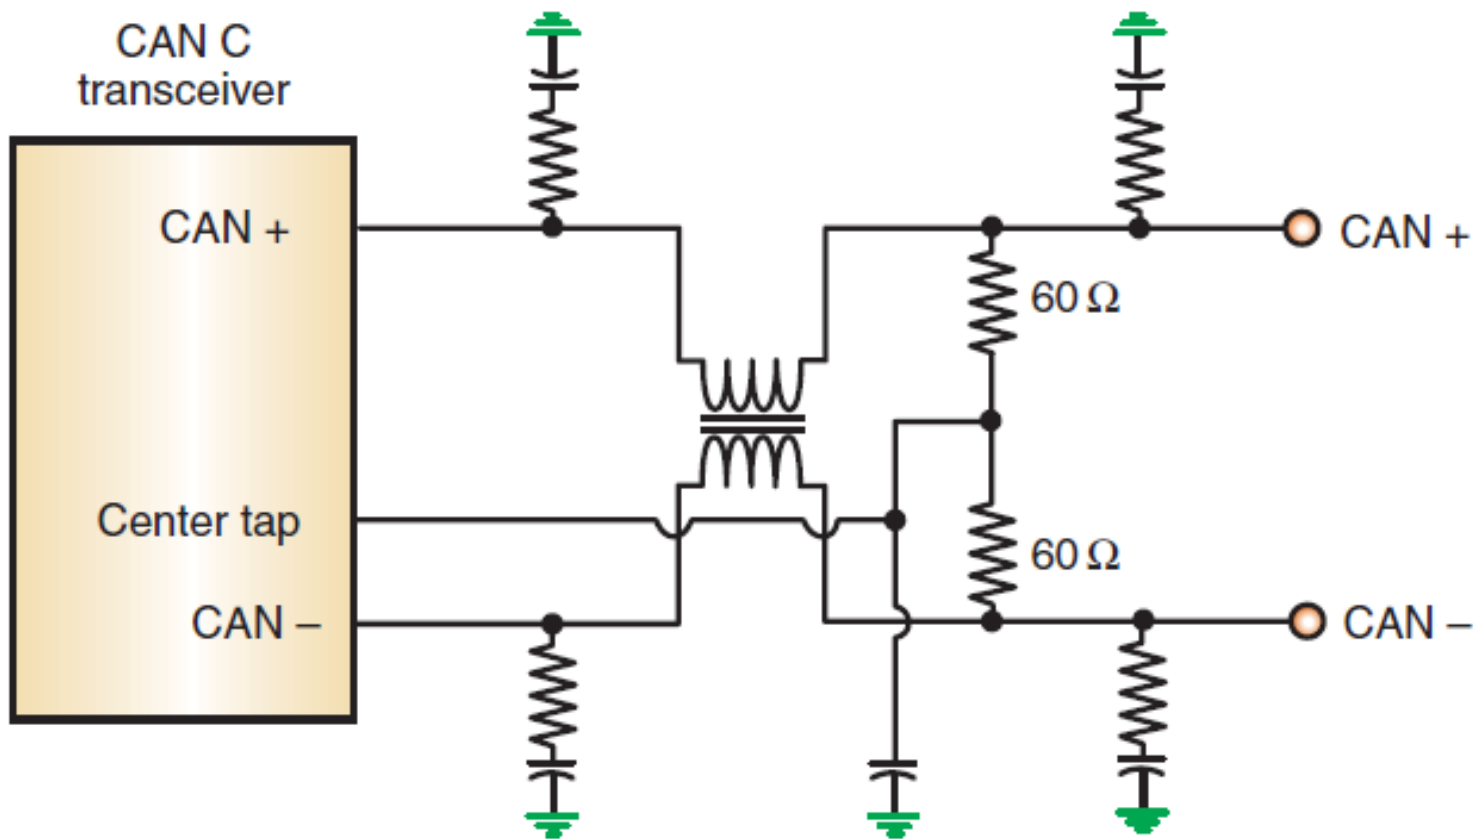 CAN C
transceiver
CAN +
CAN +
60 Ω
Center tap
60 Ω
CAN –
CAN –